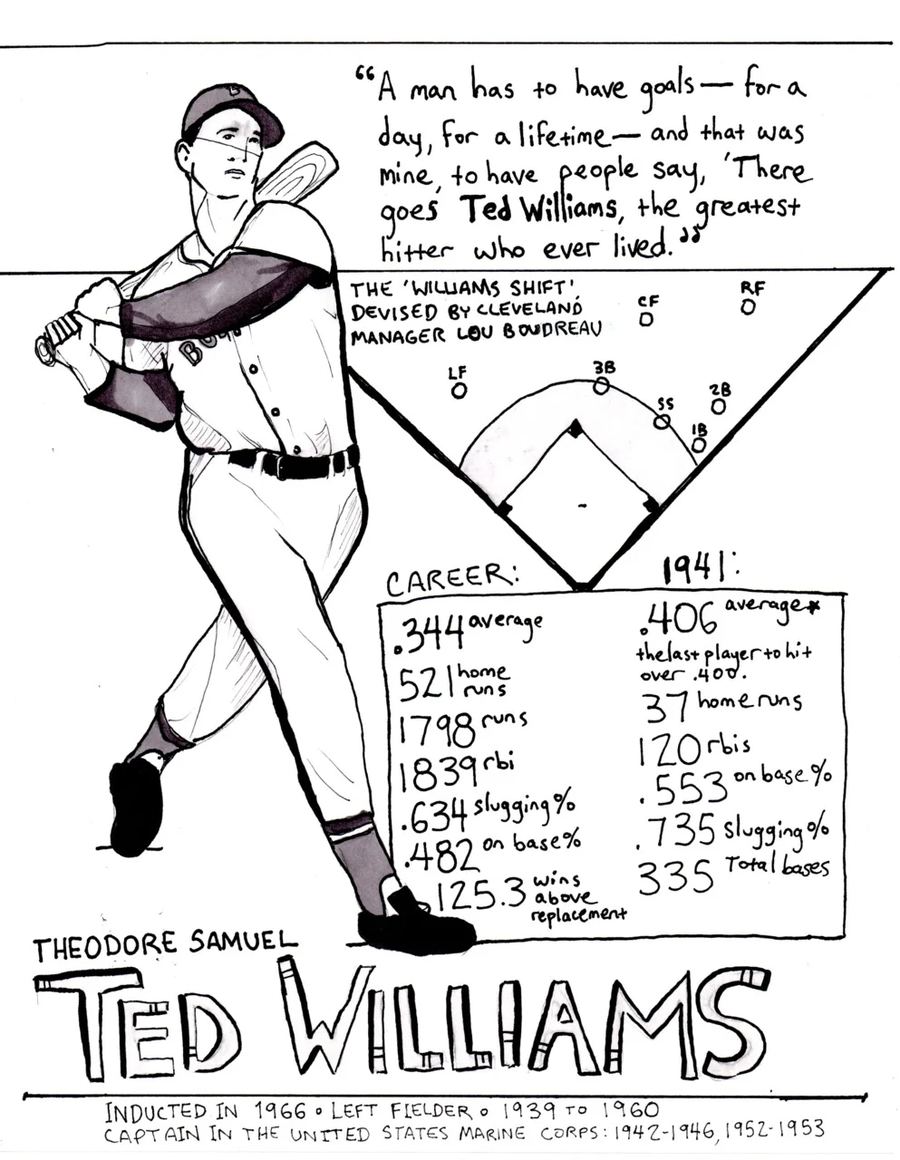 B
“A man has to have goals — for a
day, for a lifetime — and that was
mine, to have people say, 'There
goes Ted Williams, the greatest
hitter who ever lived.”
THE 'WILLIAMS SHIFT'
DEVISED BY CLEVELAND
MANAGER LOU BOUDREAU
CF
RF
LF
3B
SS
2B
1B
BO
CAREER:
.344 average
521 home runs
1798 runs
1839 rbi
.634 slugging %
.482 on base %
125.3 wins above replacement
1941:
.406 average*
the last player to hit
over .400.
37 home runs
120 rbis
.553 on base %
.735 slugging %
335 Total bases
THEODORE SAMUEL
TED WILLIAMS
INDUCTED IN 1966 • LEFT FIELDER • 1939 TO 1960
CAPTAIN IN THE UNITED STATES MARINE CORPS: 1942-1946, 1952-1953